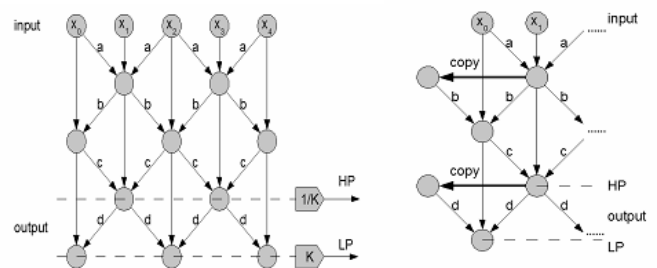 input x₀ x₁ x₂ x₃ x₄
a a a a
b b b b
c c c c
HP
1/K
d d d d
output
LP
K
x₀ x₁ input
a a ......
copy
b b b
......
c c
copy
HP
d d d output
......
LP